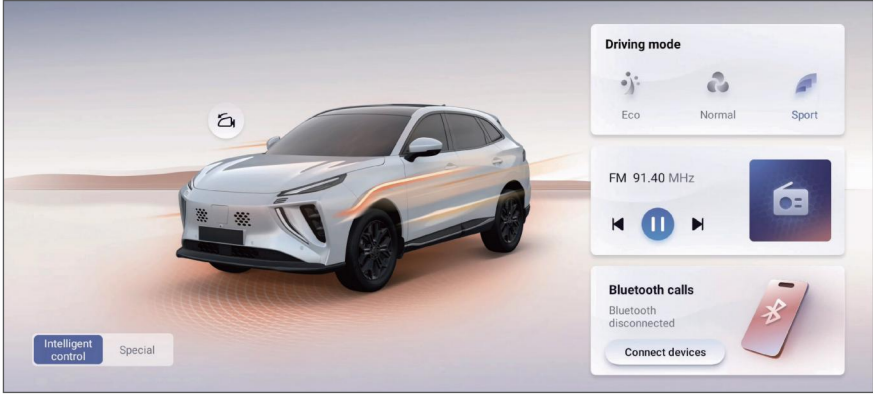 Driving mode
Eco
Normal
Sport
FM 91.40 MHz
Bluetooth calls
Bluetooth
disconnected
Connect devices
Intelligent
control
Special